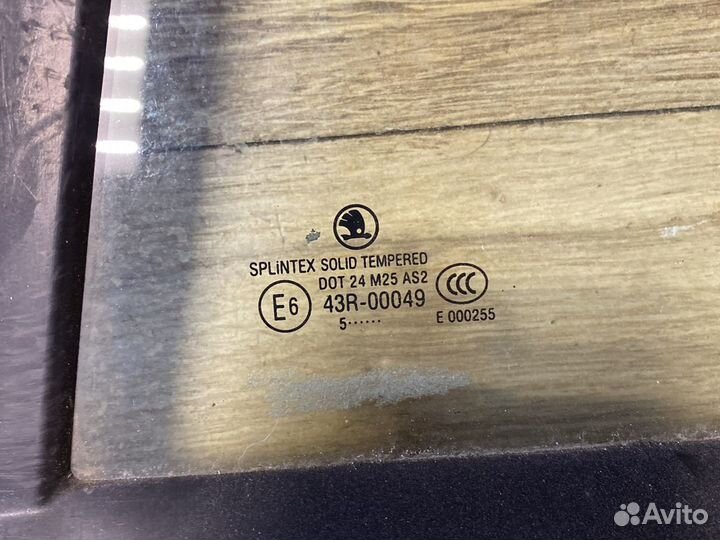 SPLiNTEX SOLID TEMPERED
DOT 24 M25 AS2
E6 43R-00049 CCC
5······ E 000255
Avito